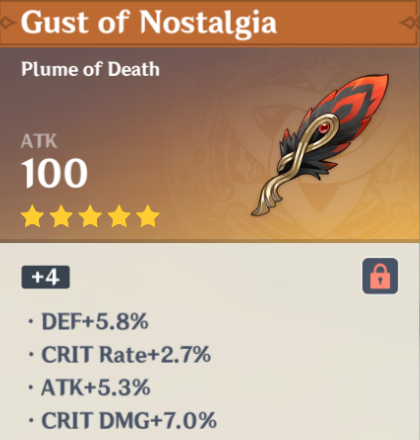 Gust of Nostalgia
Plume of Death
ATK
100
+4
· DEF+5.8%
· CRIT Rate+2.7%
· ATK+5.3%
· CRIT DMG+7.0%